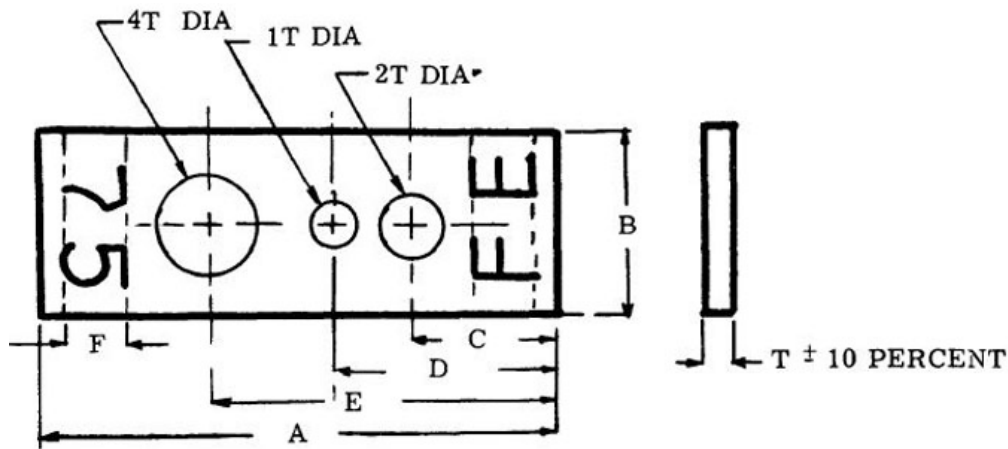 4T DIA
1T DIA
2T DIA
75
FE
B
F
C
D
E
A
T ± 10 PERCENT